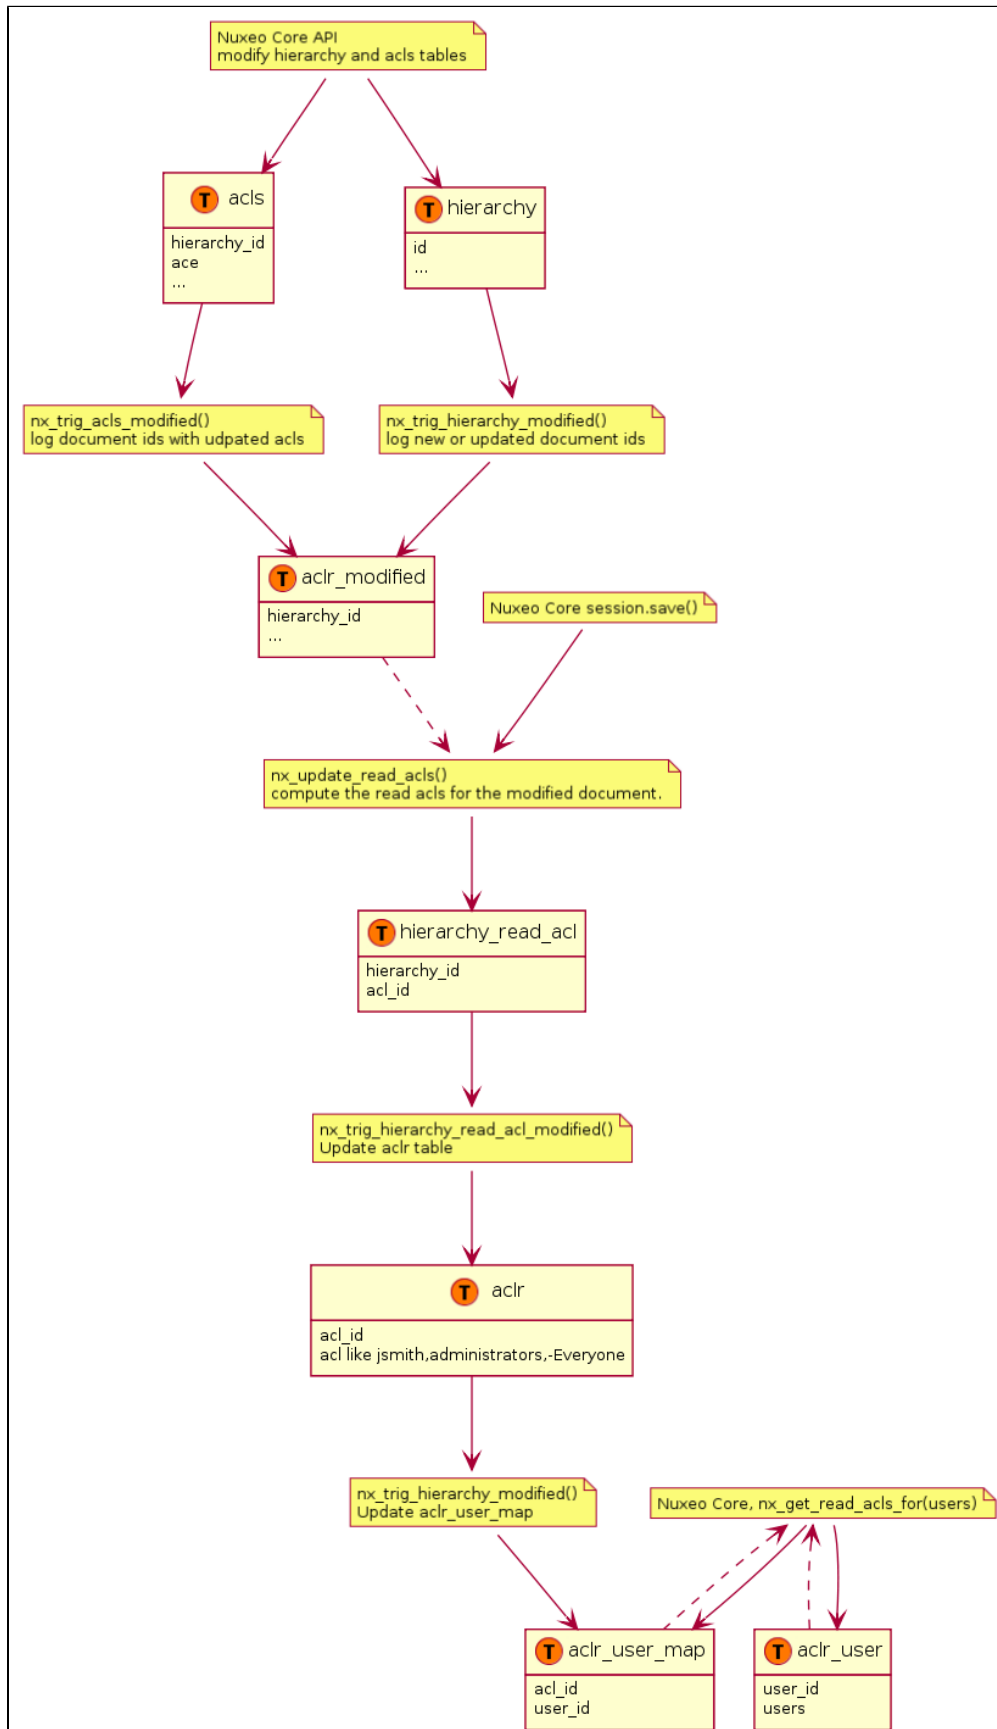 Nuxeo Core API
modify hierarchy and acls tables
T acls
hierarchy_id
ace
...
T hierarchy
id
...
nx_trig_acls_modified()
log document ids with udpated acls
nx_trig_hierarchy_modified()
log new or updated document ids
T aclr_modified
hierarchy_id
...
Nuxeo Core session.save()
nx_update_read_acls()
compute the read acls for the modified document.
T hierarchy_read_acl
hierarchy_id
acl_id
nx_trig_hierarchy_read_acl_modified()
Update aclr table
T aclr
acl_id
acl like jsmith,administrators,-Everyone
nx_trig_hierarchy_modified()
Update aclr_user_map
Nuxeo Core, nx_get_read_acls_for(users)
T aclr_user_map
acl_id
user_id
T aclr_user
user_id
users